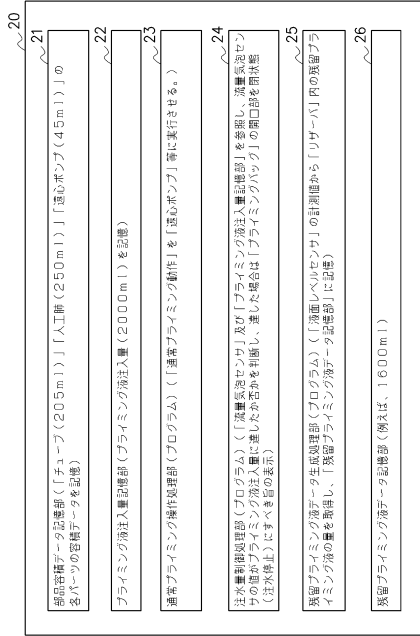 20
21
部品容積データ記憶部（「チューブ（205ml）」「人工肺（250ml）」「遠心ポンプ（45ml）」の
各パーツの容積データを記憶）
22
プライミング液注入量記憶部（プライミング液注入量（2000ml）を記憶）
23
通常プライミング操作処理部（プログラム）（「通常プライミング動作」を「遠心ポンプ」等に実行させる。）
24
注水量制御処理部（プログラム）（「流量気泡センサ」及び「プライミング液注入量記憶部」を参照し、流量気泡セン
サの値がプライミング液注入量に達したか否かを判断し、達した場合は「プライミングバック」の開口部を閉状態
（注水停止）にすべき旨の表示）
25
残留プライミング液データ生成処理部（プログラム）（「液面レベルセンサ」の計測値から「リザーバ」内の残留プラ
イミング液の量を取得し、「残留プライミング液データ記憶部」に記憶）
26
残留プライミング液データ記憶部（例えば、1600ml）